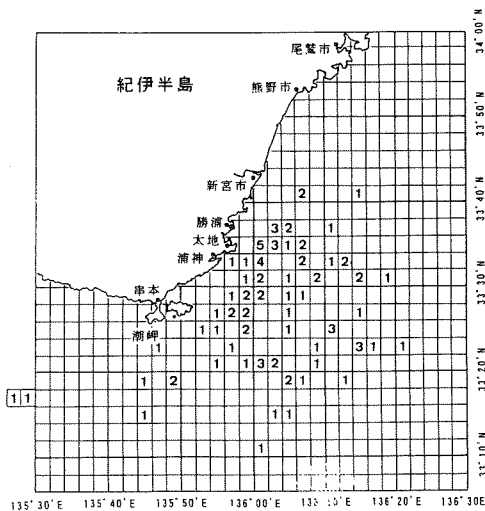 尾鷲市
34°00'N
紀伊半島
熊野市
33°50'N
新宮市
2 1
33°40'N
勝浦
3 2 1
太地
5 3 1 2
浦神
1 1 4 2 1 2
33°30'N
1 2 1 2 2 1
串本
1 2 2 1 1
1 2 2 1 1
潮岬
1 1 2 1 3
1 1 1 3 1 1
33°20'N
1 1 3 2 1
1 2 2 1 1
1 1
1 1 1
33°10'N
1
135°30'E 135°40'E 135°50'E 136°00'E 136°20'E 136°30'E